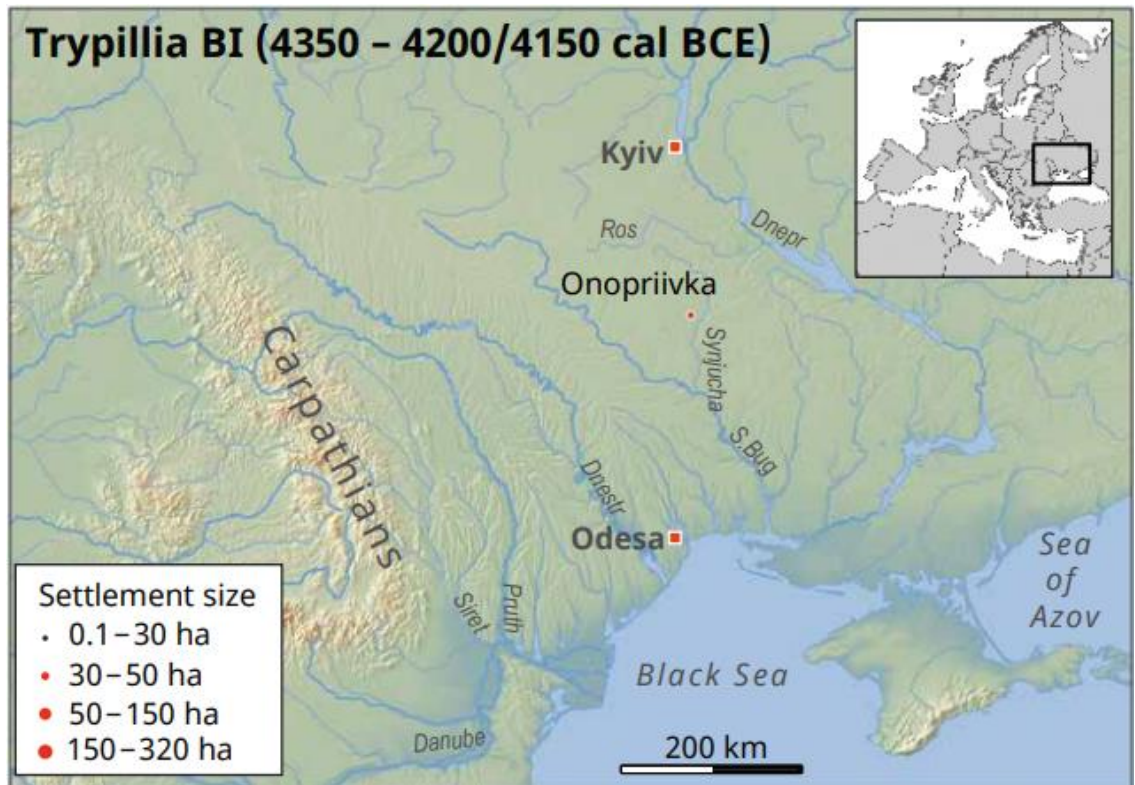 Trypillia BI (4350 – 4200/4150 cal BCE)
Kyiv
Ros
Dnepr
Onopriivka
Synjucha
Carpathians
S.Bug
Dnestr
Odesa
Sea
of
Azov
Settlement size
0.1–30 ha
30–50 ha
50–150 ha
150–320 ha
Siret
Pruth
Black Sea
Danube
200 km